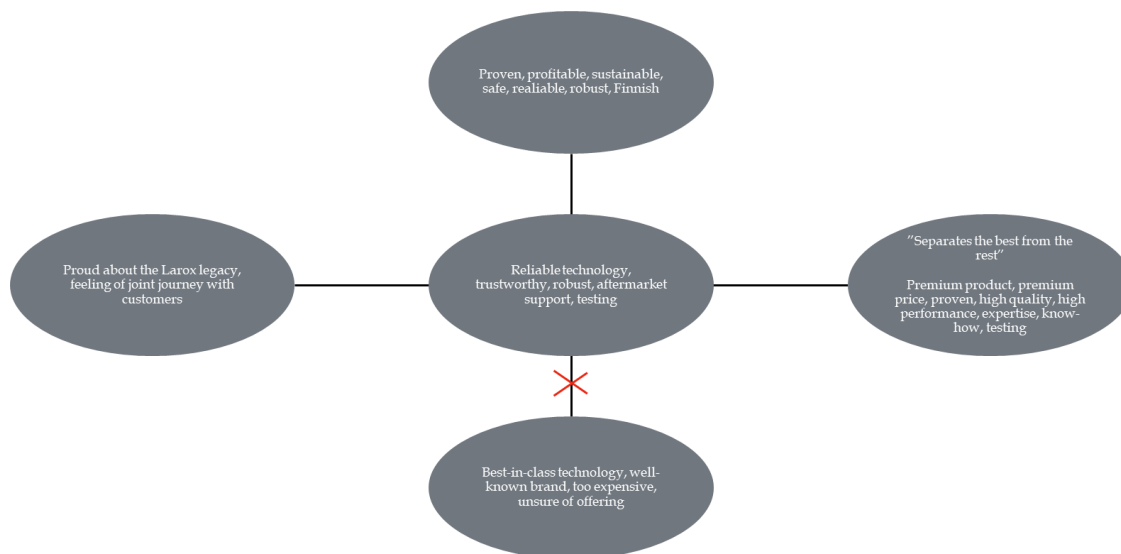 Proven, profitable, sustainable,
safe, realiable, robust, Finnish
Proud about the Larox legacy,
feeling of joint journey with
customers
Reliable technology,
trustworthy, robust, aftermarket
support, testing
”Separates the best from the
rest”
Premium product, premium
price, proven, high quality, high
performance, expertise, know-
how, testing
Best-in-class technology, well-
known brand, too expensive,
unsure of offering